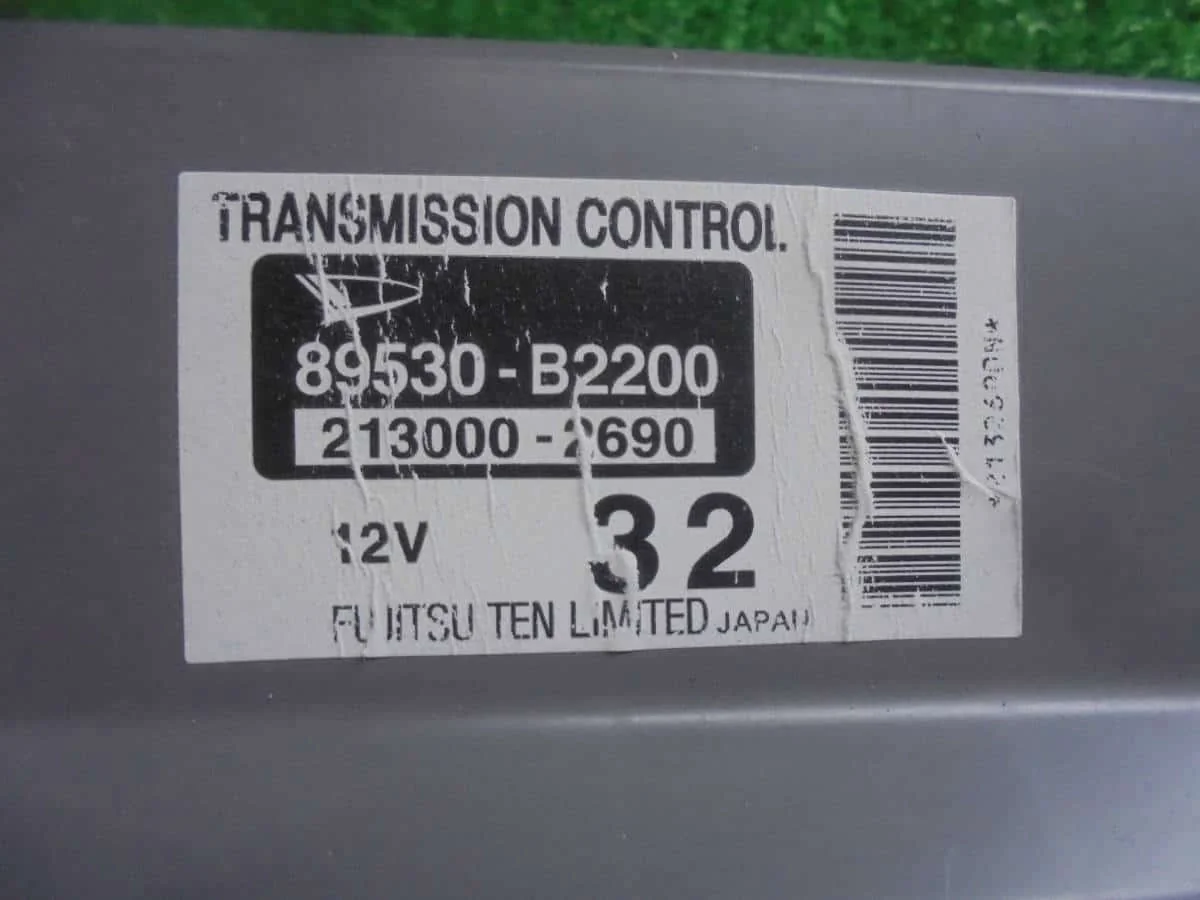 TRANSMISSION CONTROL
89530-B2200
213000-2690
12V
32
FUJITSU TEN LIMITED JAPAN